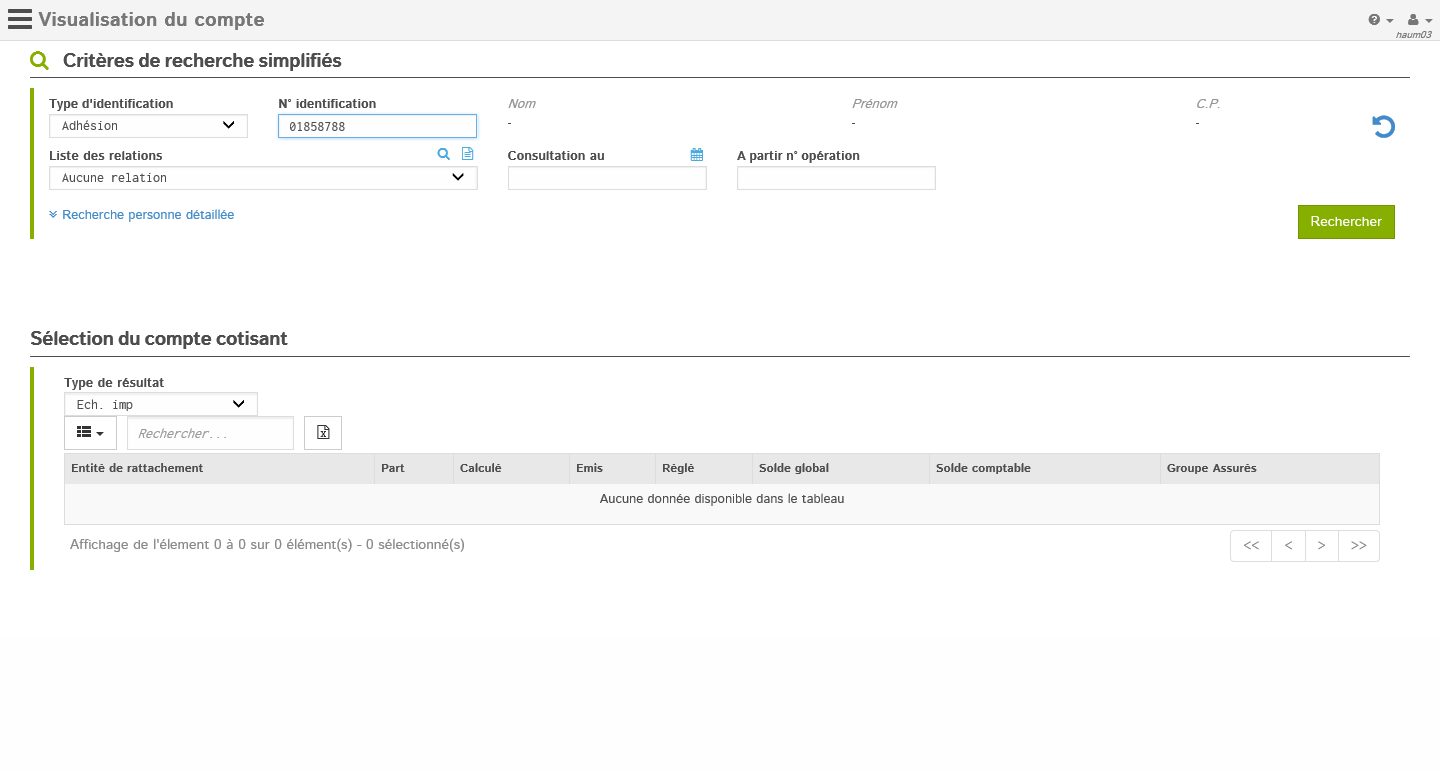 Visualisation du compte
haum03
Critères de recherche simplifiés
Type d'identification
N° identification
Nom
Prénom
C.P.
Adhésion
01858788
-
-
-
Liste des relations
Consultation au
A partir n° opération
Aucune relation
Recherche personne détaillée
Rechercher
Sélection du compte cotisant
Type de résultat
Ech. imp
Rechercher...
Entité de rattachement
Part
Calculé
Emis
Réglé
Solde global
Solde comptable
Groupe Assurés
Aucune donnée disponible dans le tableau
Affichage de l'élement 0 à 0 sur 0 élément(s) - 0 sélectionné(s)
<<
<
>
>>